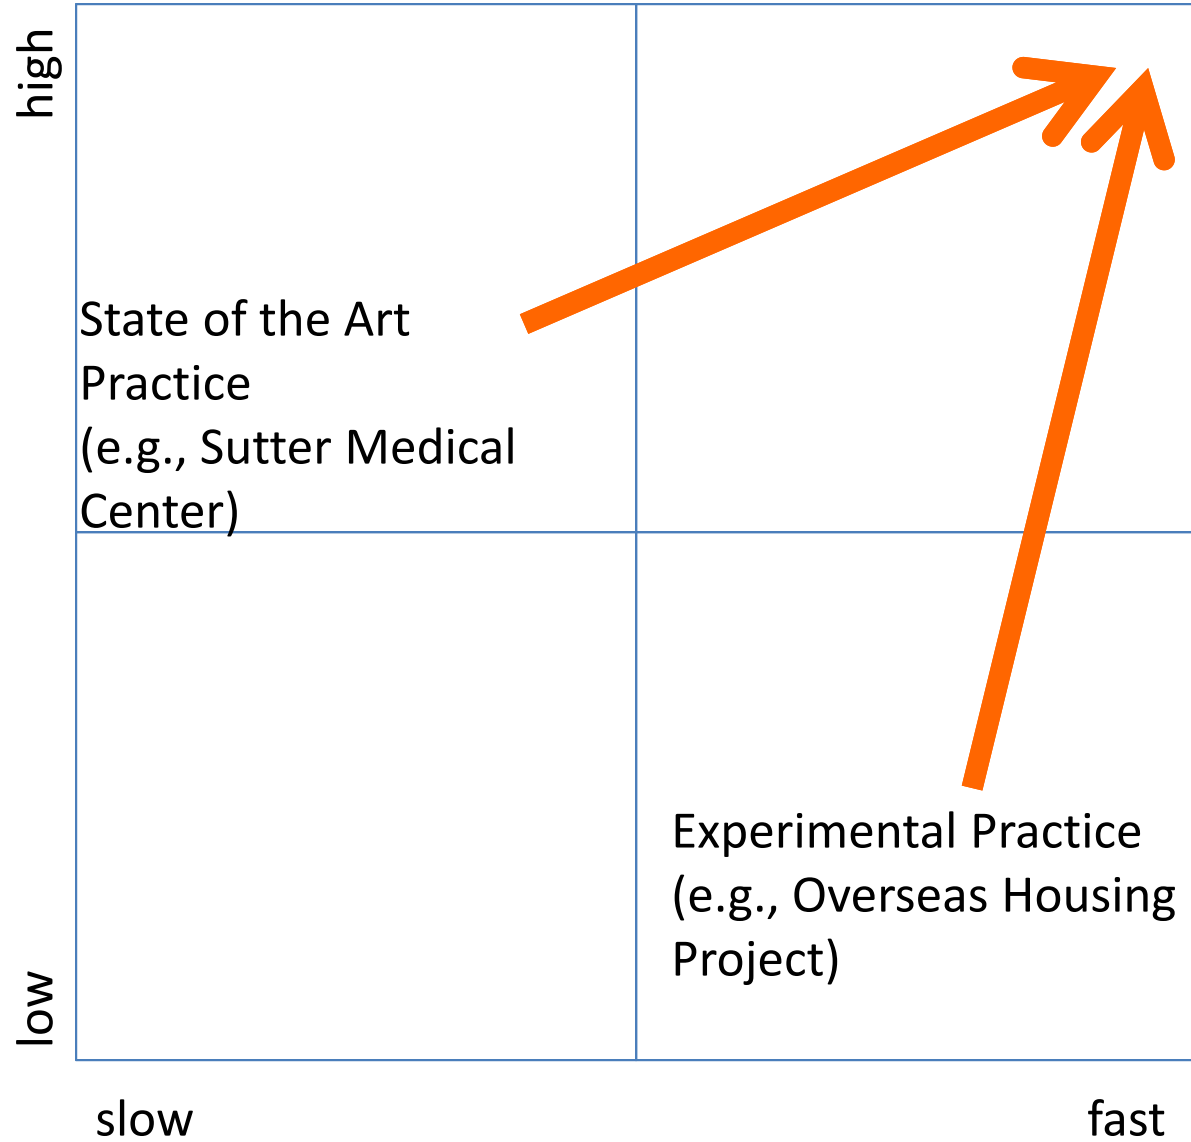 high
State of the Art
Practice
(e.g., Sutter Medical
Center)
Experimental Practice
(e.g., Overseas Housing
Project)
low
slow
fast